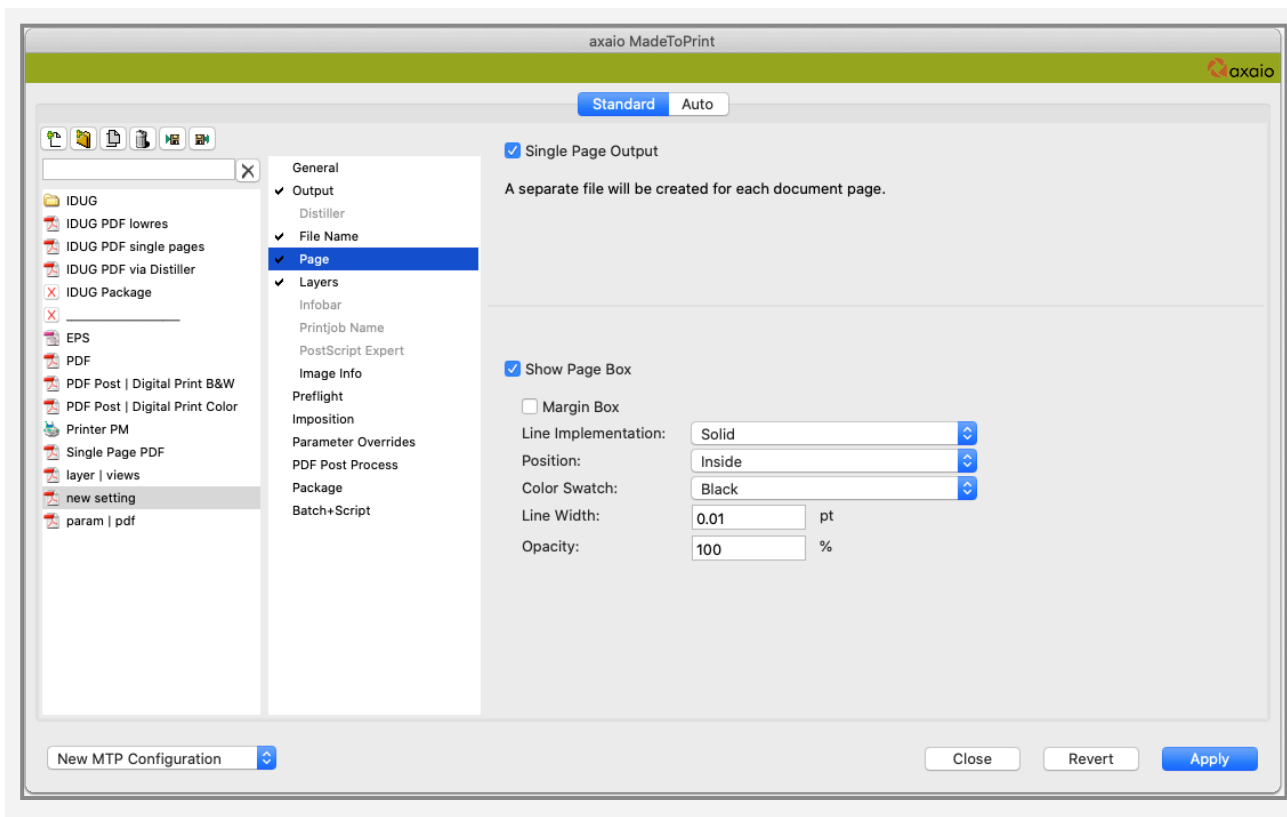 axaio MadeToPrint
axaio
Standard Auto
IDUG
IDUG PDF lowres
IDUG PDF single pages
IDUG PDF via Distiller
IDUG Package
__________________
EPS
PDF
PDF Post | Digital Print B&W
PDF Post | Digital Print Color
Printer PM
Single Page PDF
layer | views
new setting
param | pdf
General
Output
Distiller
File Name
Page
Layers
Infobar
Printjob Name
PostScript Expert
Image Info
Preflight
Imposition
Parameter Overrides
PDF Post Process
Package
Batch+Script
Single Page Output
A separate file will be created for each document page.
Show Page Box
Margin Box
Line Implementation: Solid
Position: Inside
Color Swatch: Black
Line Width: 0.01 pt
Opacity: 100 %
New MTP Configuration
Close Revert Apply